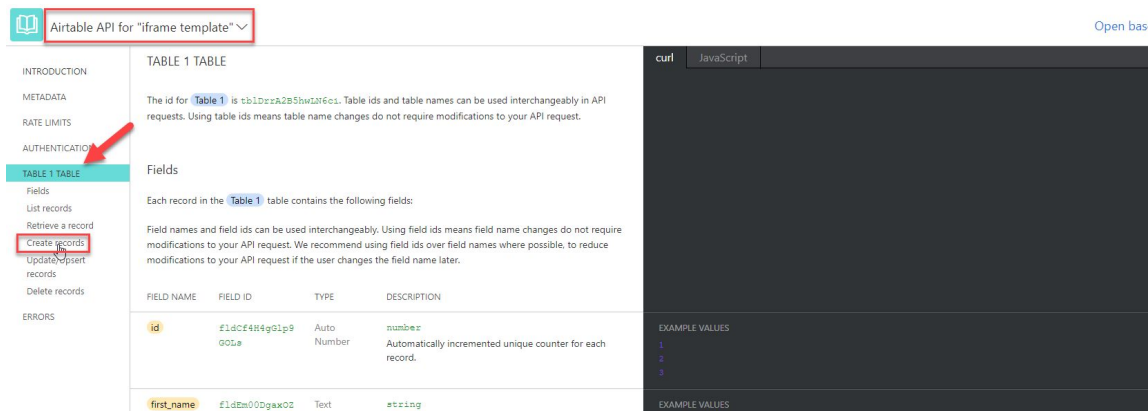 Airtable API for "iframe template"
Open bas
INTRODUCTION
METADATA
RATE LIMITS
AUTHENTICATION
TABLE 1 TABLE
Fields
List records
Retrieve a record
Create records
Update/Upsert
records
Delete records
ERRORS
TABLE 1 TABLE
The id for Table 1 is tblDrrA2B5hwLN6ci. Table ids and table names can be used interchangeably in API
requests. Using table ids means table name changes do not require modifications to your API request.
Fields
Each record in the Table 1 table contains the following fields:
Field names and field ids can be used interchangeably. Using field ids means field name changes do not require
modifications to your API request. We recommend using field ids over field names where possible, to reduce
modifications to your API request if the user changes the field name later.
FIELD NAME FIELD ID TYPE DESCRIPTION
id fldCf4H4gGlp9 Auto number
GOLs Number Automatically incremented unique counter for each
record.
first_name fldEm00DgaxOZ Text string
curl JavaScript
EXAMPLE VALUES
1
2
3
EXAMPLE VALUES